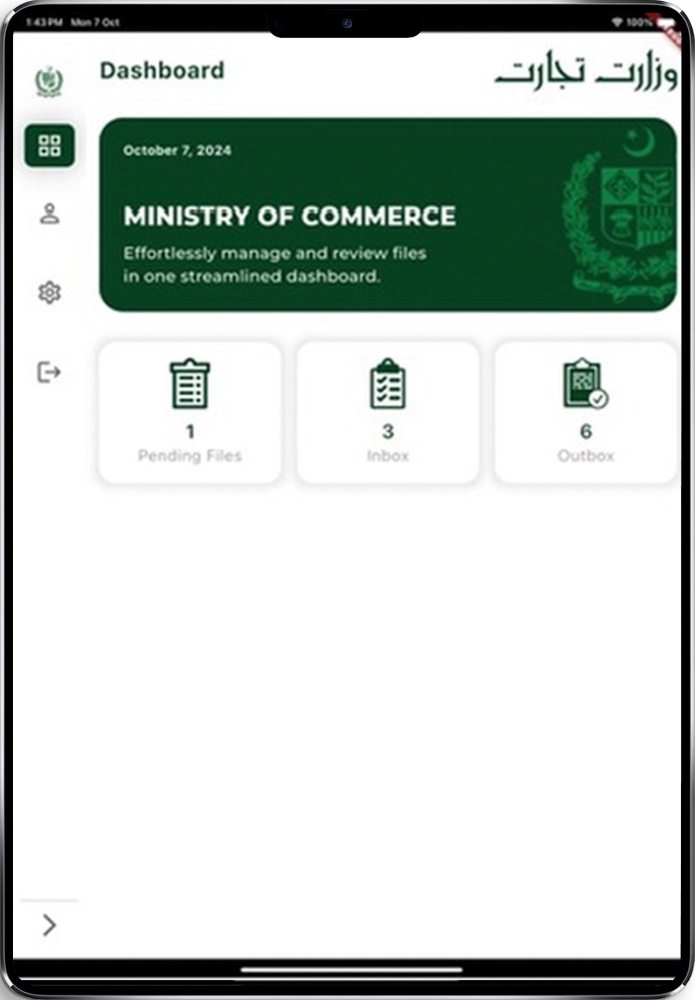 1:43 PM Mon 7 Oct
100%
Dashboard
وزارت تجارت
October 7, 2024
MINISTRY OF COMMERCE
Effortlessly manage and review files
in one streamlined dashboard.
1
Pending Files
3
Inbox
6
Outbox